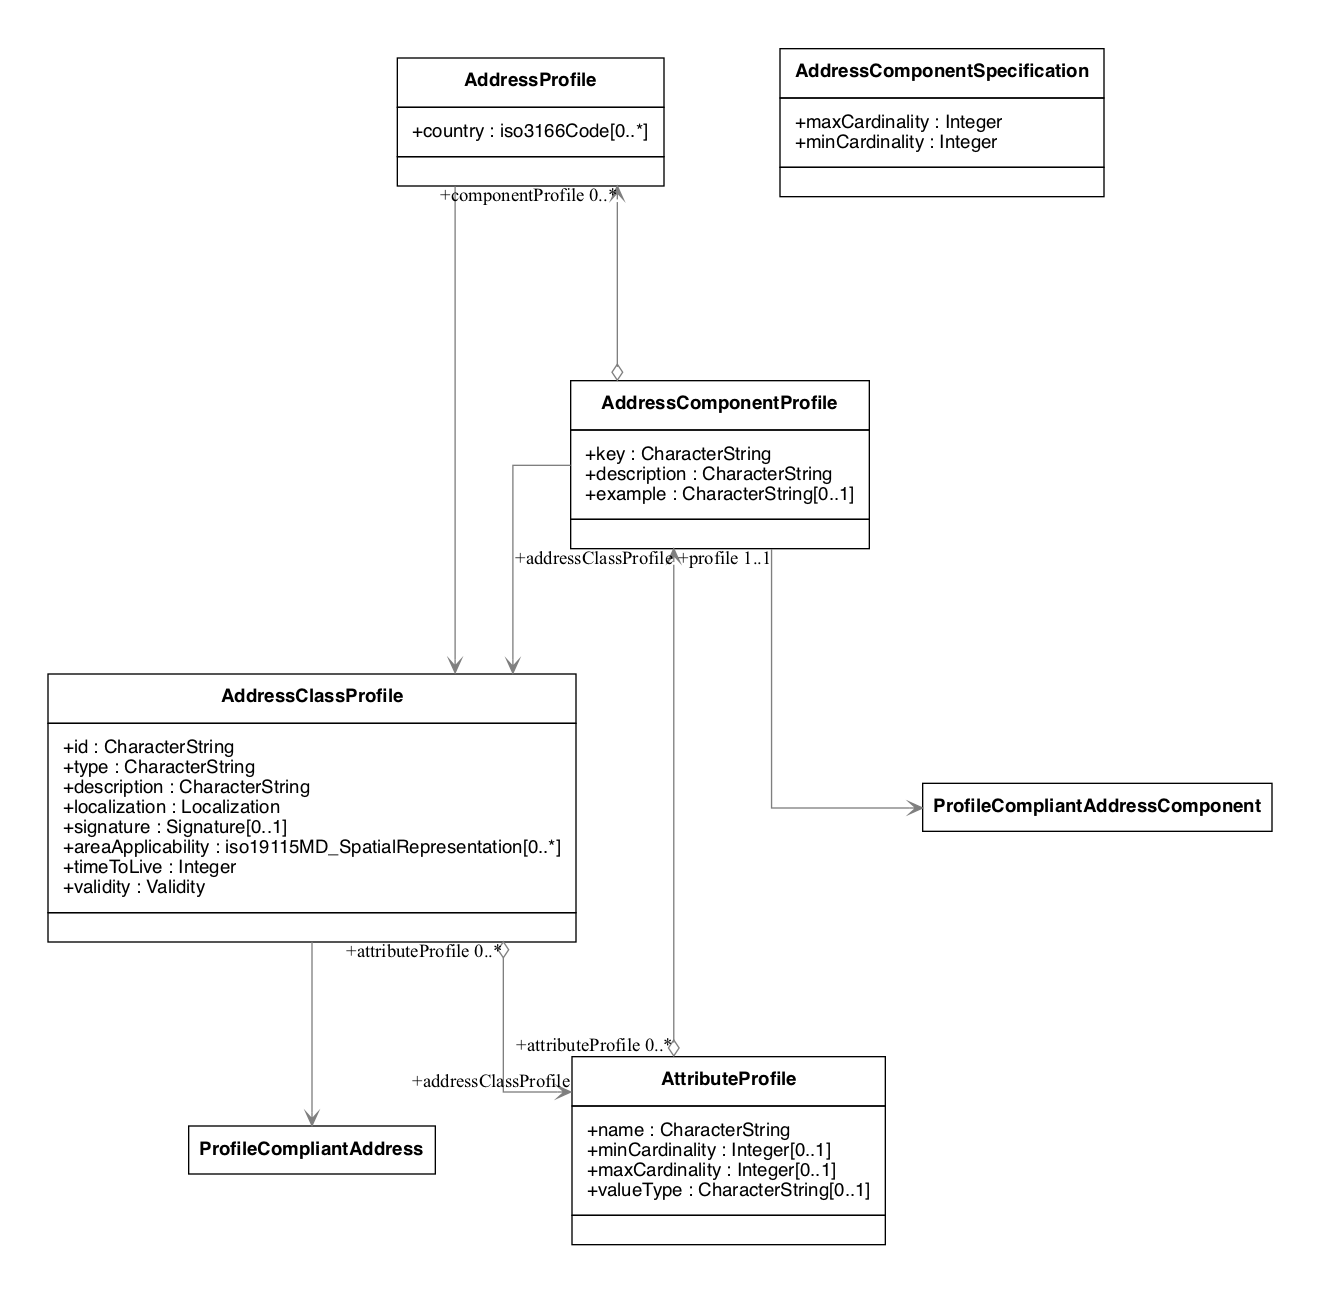 AddressProfile
+country : iso3166Code[0..*]
AddressComponentSpecification
+maxCardinality : Integer
+minCardinality : Integer
+componentProfile 0..*
AddressComponentProfile
+key : CharacterString
+description : CharacterString
+example : CharacterString[0..1]
+addressClassProfile
+profile 1..1
AddressClassProfile
+id : CharacterString
+type : CharacterString
+description : CharacterString
+localization : Localization
+signature : Signature[0..1]
+areaApplicability : iso19115MD_SpatialRepresentation[0..*]
+timeToLive : Integer
+validity : Validity
ProfileCompliantAddressComponent
+attributeProfile 0..*
+attributeProfile 0..*
+addressClassProfile
ProfileCompliantAddress
AttributeProfile
+name : CharacterString
+minCardinality : Integer[0..1]
+maxCardinality : Integer[0..1]
+valueType : CharacterString[0..1]